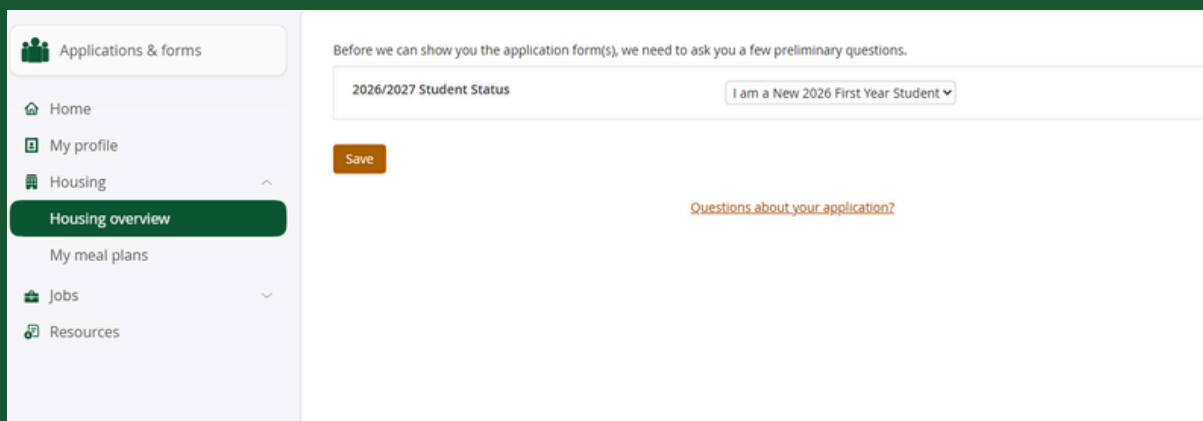 Applications & forms
Home
My profile
Housing
Housing overview
My meal plans
Jobs
Resources
Before we can show you the application form(s), we need to ask you a few preliminary questions.
2026/2027 Student Status
I am a New 2026 First Year Student
Save
Questions about your application?